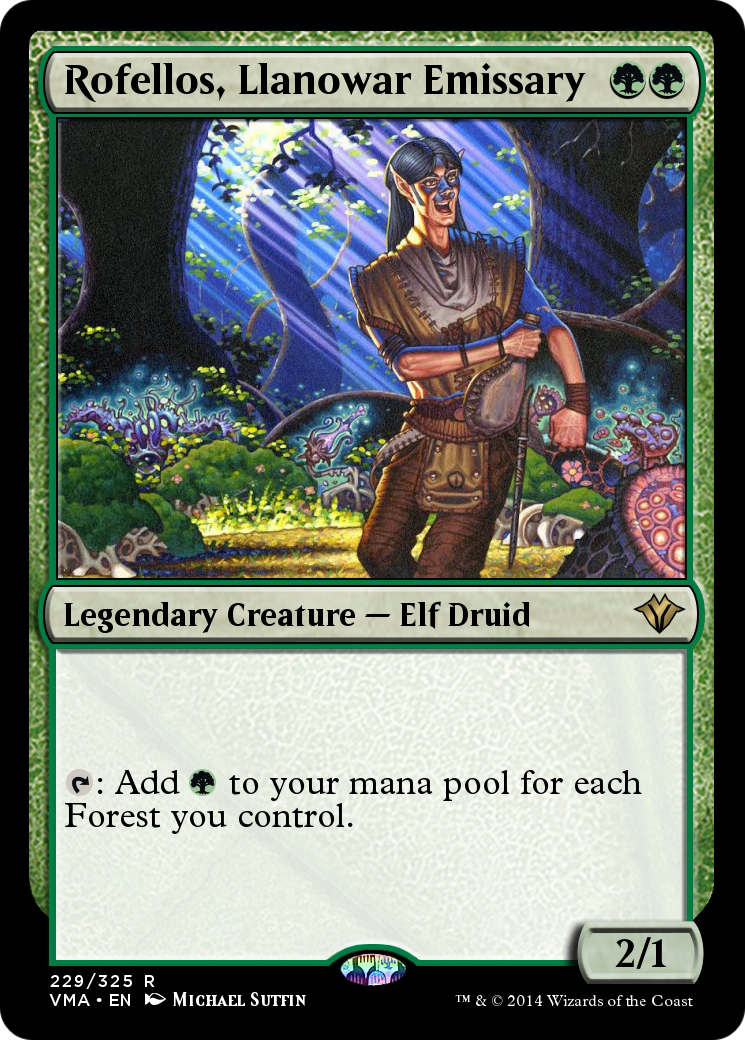 Rofellos, Llanowar Emissary
Legendary Creature — Elf Druid
: Add to your mana pool for each
Forest you control.
2/1
229/325 R
VMA • EN Michael Sutfin
™ & © 2014 Wizards of the Coast